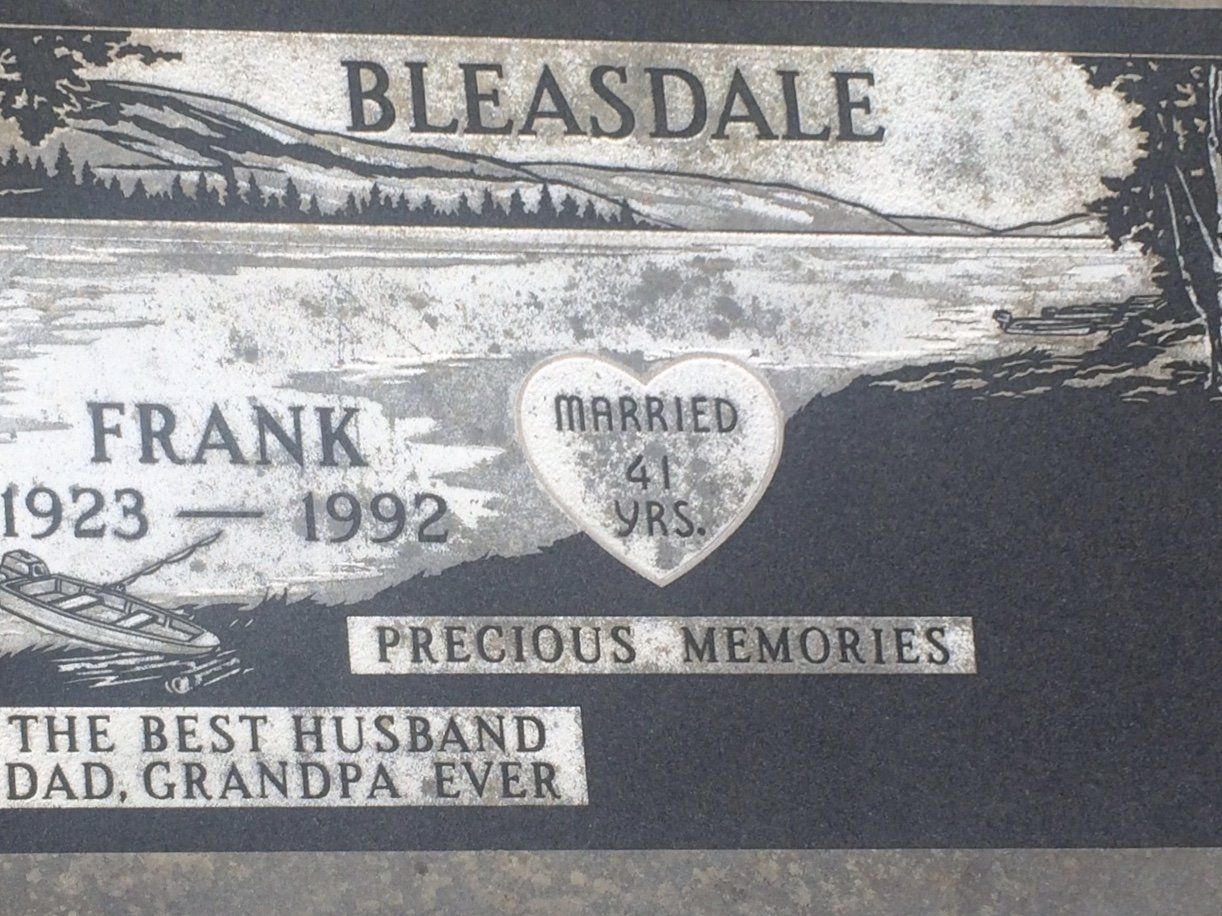 BLEASDALE
FRANK
1923 — 1992
MARRIED
41
YRS.
PRECIOUS MEMORIES
THE BEST HUSBAND
DAD, GRANDPA EVER